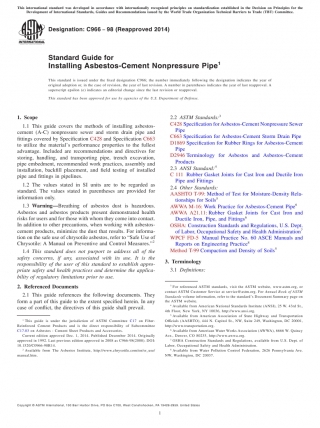 This international standard was developed in accordance with internationally recognized principles on standardization established in the Decision on Principles for the
Development of International Standards, Guides and Recommendations issued by the World Trade Organization Technical Barriers to Trade (TBT) Committee.
Designation: C966 − 98 (Reapproved 2014)
INTERNATIONAL
Standard Guide for
Installing Asbestos-Cement Nonpressure Pipe1
This standard is issued under the fixed designation C966; the number immediately following the designation indicates the year of
original adoption or, in the case of revision, the year of last revision. A number in parentheses indicates the year of last reapproval. A
superscript epsilon (ε) indicates an editorial change since the last revision or reapproval.
This standard has been approved for use by agencies of the U.S. Department of Defense.
1. Scope
1.1 This guide covers the methods of installing asbestos-
cement (A-C) nonpressure sewer and storm drain pipe and
fittings covered by Specification C428 and Specification C663
to utilize the material's performance properties to the fullest
advantage. Included are recommendations and directives for
storing, handling, and transporting pipe, trench excavation,
pipe embedment, recommended work practices, assembly and
installation, backfill placement, and field testing of installed
pipe and fittings in pipelines.
1.2 The values stated in SI units are to be regarded as
standard. The values stated in parentheses are provided for
information only.
1.3 Warning—Breathing of asbestos dust is hazardous.
Asbestos and asbestos products present demonstrated health
risks for users and for those with whom they come into contact.
In addition to other precautions, when working with asbestos-
cement products, minimize the dust that results. For informa-
tion on the safe use of chrysotile asbestos, refer to "Safe Use of
Chrysotile: A Manual on Preventive and Control Measures."2
1.4 This standard does not purport to address all of the
safety concerns, if any, associated with its use. It is the
responsibility of the user of this standard to establish appro-
priate safety and health practices and determine the applica-
bility of regulatory limitations prior to use.
2. Referenced Documents
2.1 This guide references the following documents. They
form a part of this guide to the extent specified herein. In any
case of conflict, the directives of this guide shall prevail.
1 This guide is under the jurisdiction of ASTM Committee C17 on Fiber-
Reinforced Cement Products and is the direct responsibility of Subcommittee
C17.03 on Asbestos - Cement Sheet Products and Accessories.
Current edition approved Dec. 1, 2014. Published December 2014. Originally
approved in 1982. Last previous edition approved in 2008 as C966-98(2008). DOI:
10.1520/C0966-98R14.
2 Available from The Asbestos Institute, http://www.chrysotile.com/en/sr_use/
manual.htm.
2.2 ASTM Standards:3
C428 Specification for Asbestos-Cement Nonpressure Sewer
Pipe
C663 Specification for Asbestos-Cement Storm Drain Pipe
D1869 Specification for Rubber Rings for Asbestos-Cement
Pipe
D2946 Terminology for Asbestos and Asbestos-Cement
Products
2.3 ANSI Standard:4
C 111 Rubber Gasket Joints for Cast Iron and Ductile Iron
Pipe and Fittings
2.4 Other Standards:
AASHTO T-99 Method of Test for Moisture-Density Rela-
tionships for Soils5
AWWA M-16 Work Practice for Asbestos-Cement Pipe6
AWWA A21.11 Rubber Gasket Joints for Cast Iron and
Ductile Iron, Pipe, and Fittings6
OSHA Construction Standards and Regulations, U.S. Dept.
of Labor, Occupational Safety and Health Administration7
WPCF FD-5 Manual Practice No. 60 ASCE Manuals and
Reports on Engineering Practice8
Method T-99 Compaction and Density of Soils5
3. Terminology
3.1 Definitions:
3 For referenced ASTM standards, visit the ASTM website, www.astm.org, or
contact ASTM Customer Service at service@astm.org. For Annual Book of ASTM
Standards volume information, refer to the standard's Document Summary page on
the ASTM website.
4 Available from American National Standards Institute (ANSI), 25 W. 43rd St.,
4th Floor, New York, NY 10036, http://www.ansi.org.
5 Available from American Association of State Highway and Transportation
Officials (AASHTO), 444 N. Capitol St., NW, Suite 249, Washington, DC 20001,
http://www.transportation.org.
6 Available from American Water Works Association (AWWA), 6666 W. Quincy
Ave., Denver, CO 80235, http://www.awwa.org.
7 OSHA Construction Standards and Regulations, available from U.S. Dept. of
Labor, Occupational Safety and Health Administration.
8 Available from Water Pollution Control Federation, 2626 Pennsylvania Ave.
NW, Washington, DC 20037.
Copyright © ASTM International, 100 Barr Harbor Drive, PO Box C700, West Conshohocken, PA 19428-2959. United States
1